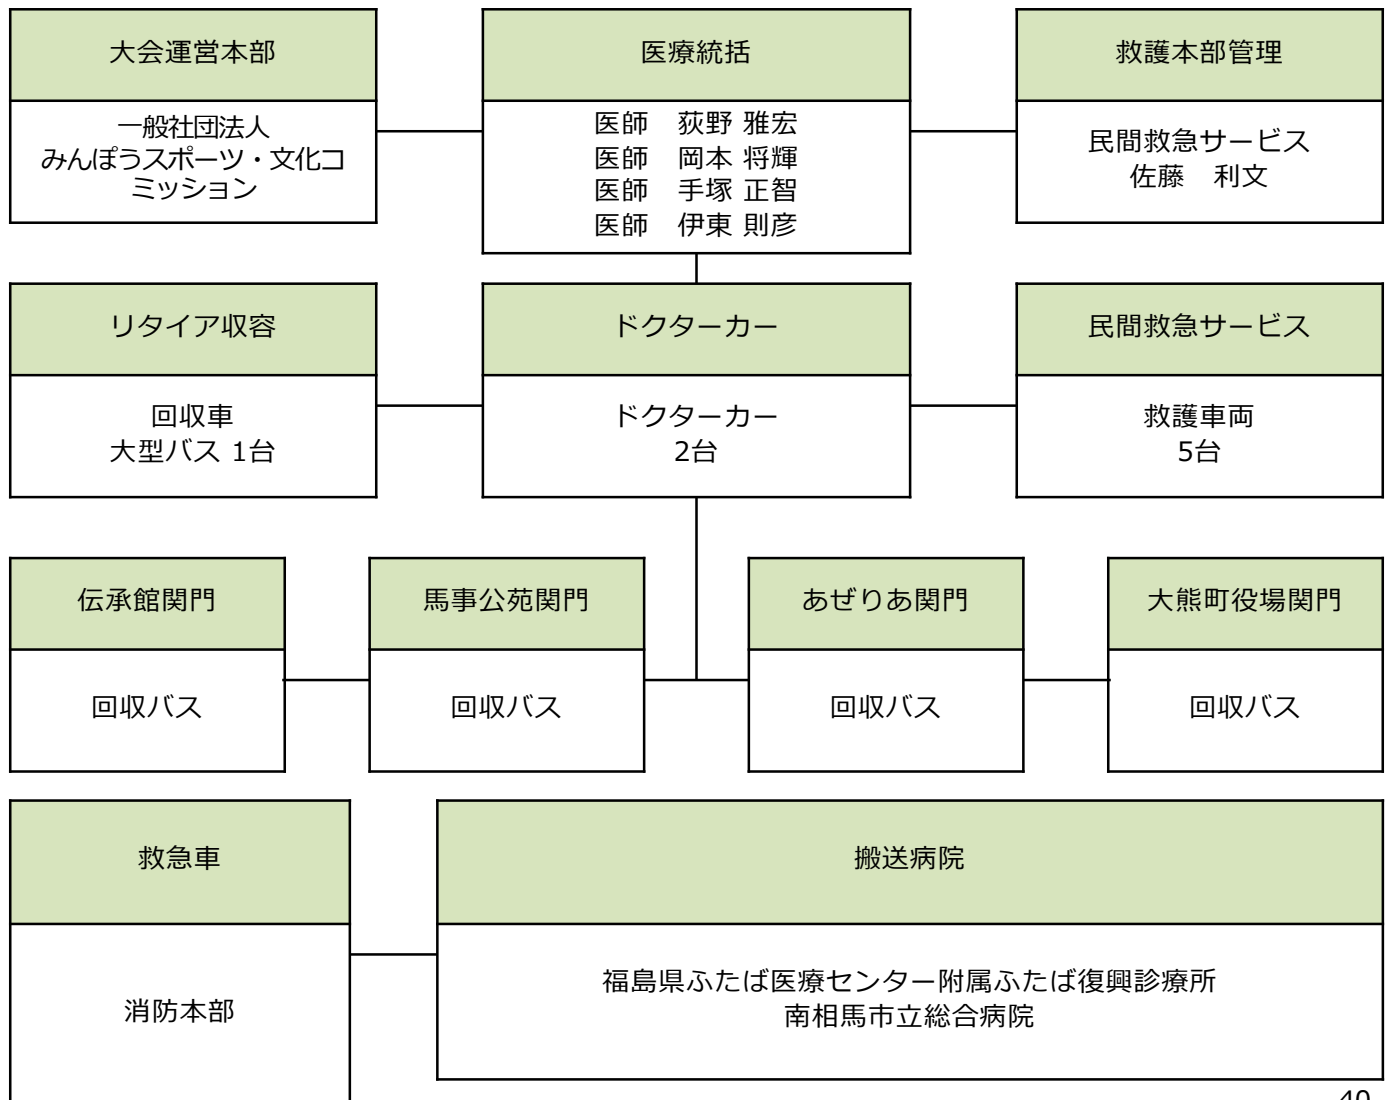 大会運営本部
一般社団法人
みんぽうスポーツ・文化コ
ミッション
医療統括
医師　荻野 雅宏
医師　岡本 将輝
医師　手塚 正智
医師　伊東 則彦
救護本部管理
民間救急サービス
佐藤　利文
リタイア収容
回収車
大型バス 1台
ドクターカー
ドクターカー
2台
民間救急サービス
救護車両
5台
伝承館関門
回収バス
馬事公苑関門
回収バス
あぜりあ関門
回収バス
大熊町役場関門
回収バス
救急車
消防本部
搬送病院
福島県ふたば医療センター附属ふたば復興診療所
南相馬市立総合病院
40